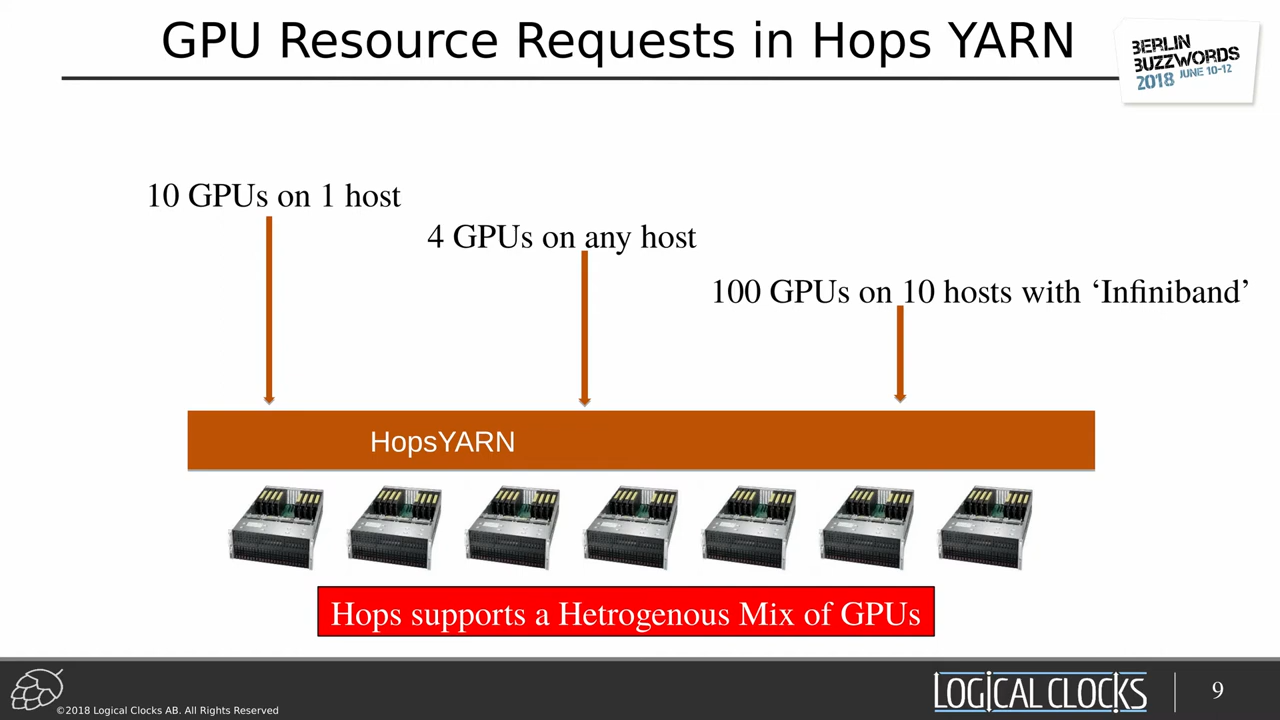 GPU Resource Requests in Hops YARN
BERLIN
BUZZWORDS
2018 JUNE 10-12
10 GPUs on 1 host
4 GPUs on any host
100 GPUs on 10 hosts with ‘Infiniband’
HopsYARN
Hops supports a Hetrogenous Mix of GPUs
©2018 Logical Clocks AB. All Rights Reserved
LOGICAL CLOCKS
9